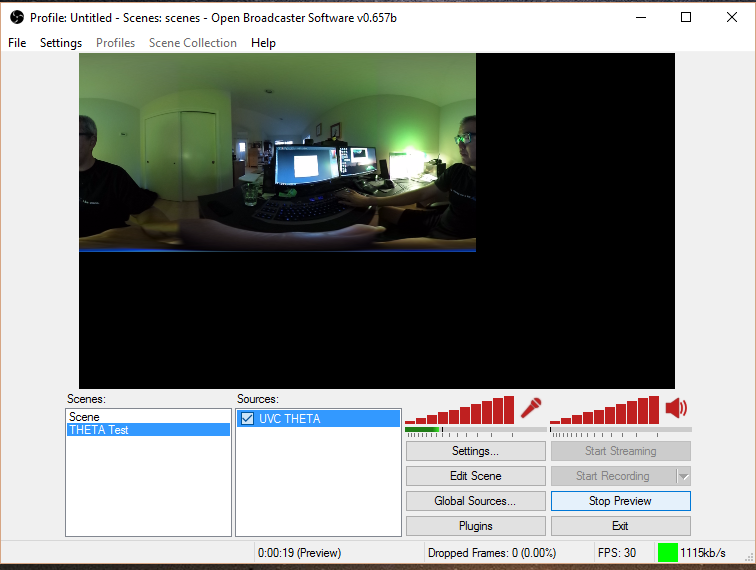 Profile: Untitled - Scenes: scenes - Open Broadcaster Software v0.657b
File Settings Profiles Scene Collection Help
Scenes:
Sources:
Scene
THETA Test
UVC THETA
Settings...
Start Streaming
Edit Scene
Start Recording
Global Sources...
Stop Preview
Plugins
Exit
0:00:19 (Preview)
Dropped Frames: 0 (0.00%)
FPS: 30
1115kb/s